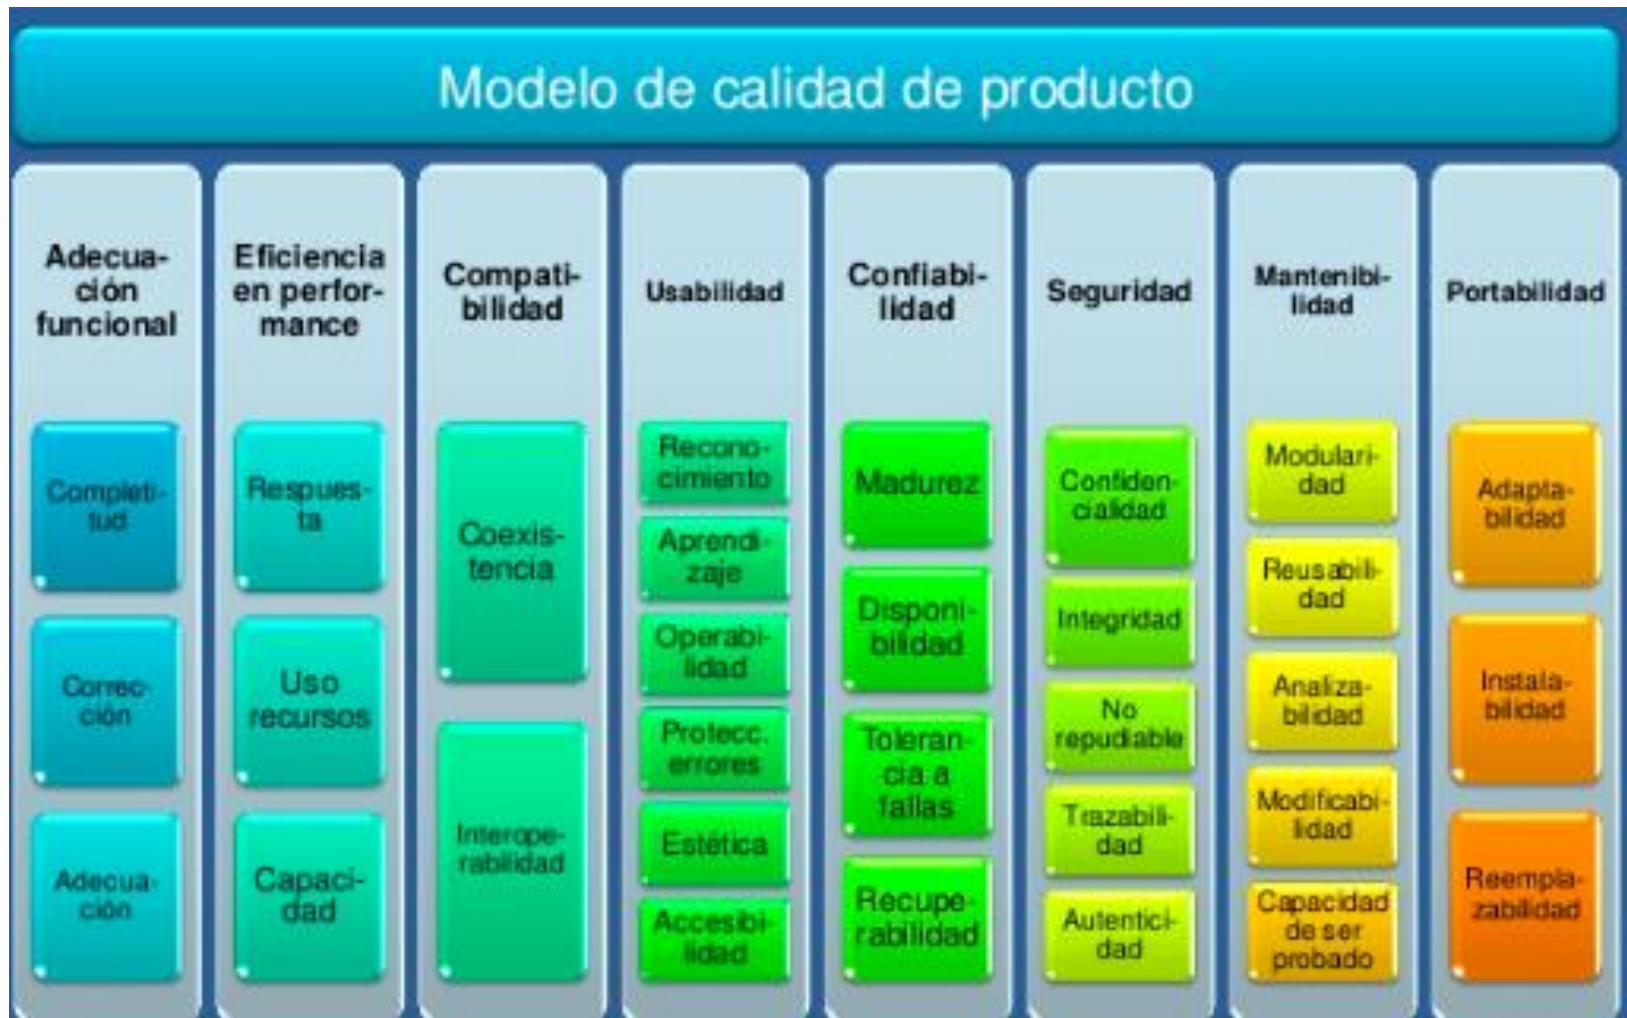 Modelo de calidad de producto
Adecua-
ción
funcional
Completi-
tud
Correc-
ción
Adecua-
ción
Eficiencia
en perfor-
mance
Respues-
ta
Uso
recursos
Capaci-
dad
Compati-
bilidad
Coexis-
tencia
Interope-
rabilidad
Usabilidad
Recono-
cimiento
Aprendi-
zaje
Operabi-
lidad
Protecc.
errores
Estética
Accesibi-
lidad
Confiabi-
lidad
Madurez
Disponi-
bilidad
Toleran-
cia a
fallas
Recupe-
rabilidad
Seguridad
Confiden-
cialidad
Integridad
No
repudiable
Trazabili-
dad
Autentici-
dad
Mantenibi-
lidad
Modulari-
dad
Reusabili-
dad
Analiza-
bilidad
Modificabi-
lidad
Capacidad
de ser
probado
Portabilidad
Adapta-
bilidad
Instala-
bilidad
Reempla-
zabilidad